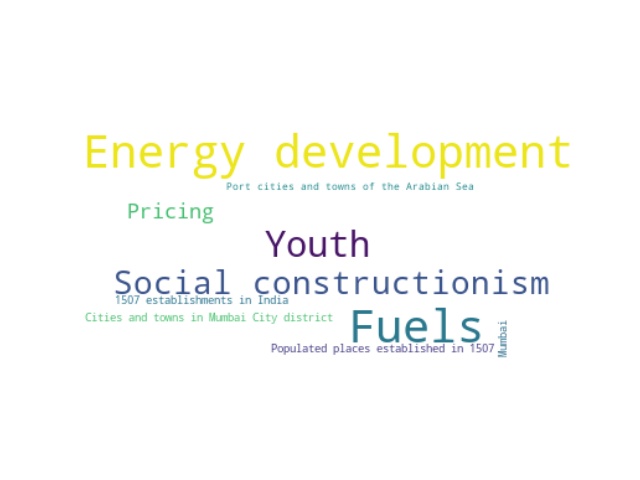 Energy development
Port cities and towns of the Arabian Sea
Pricing
Youth
Social constructionism
1507 establishments in India
Cities and towns in Mumbai City district
Fuels
Mumbai
Populated places established in 1507